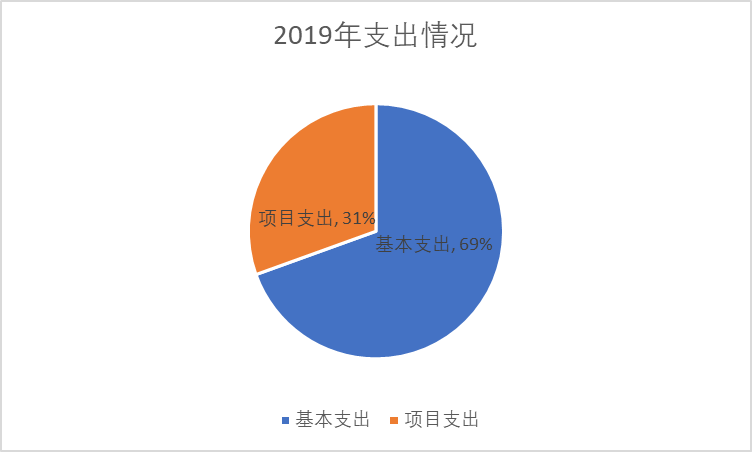 2019年支出情况
项目支出, 31%
基本支出, 69%
基本支出
项目支出